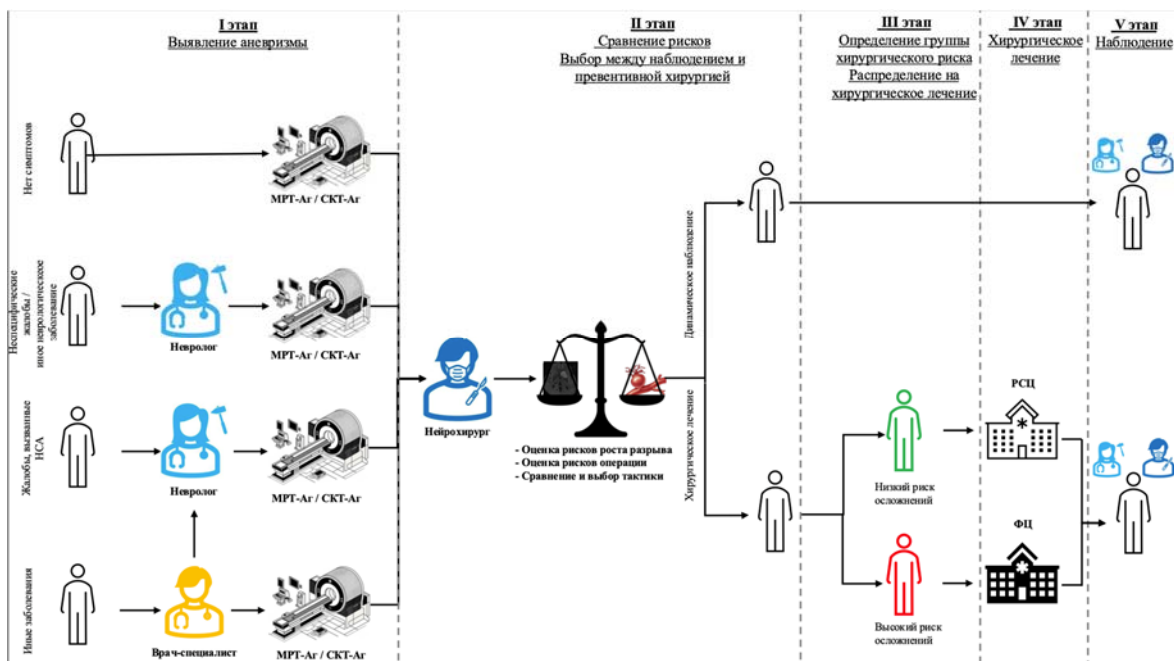 I этап
Выявление аневризмы
II этап
Сравнение рисков
Выбор между наблюдением и
превентивной хирургией
III этап
Определение группы
хирургического риска
Распределение на
хирургическое лечение
IV этап
Хирургическое
лечение
V этап
Наблюдение
Нет симптомов
МРТ-Аг / СКТ-Аг
Неспецифические
жалобы /
иное неврологическеое
заболевание
Невролог
МРТ-Аг / СКТ-Аг
Жалобы, вызванные
НСА
Невролог
МРТ-Аг / СКТ-Аг
Иные заболевания
Врач-специалист
МРТ-Аг / СКТ-Аг
Нейрохирург
- Оценка рисков роста разрыва
- Оценка рисков операции
- Сравнение и выбор тактики
Динамическое наблюдение
Хирургическое лечение
Низкий риск
осложнений
Высокий риск
осложнений
РСЦ
ФЦ